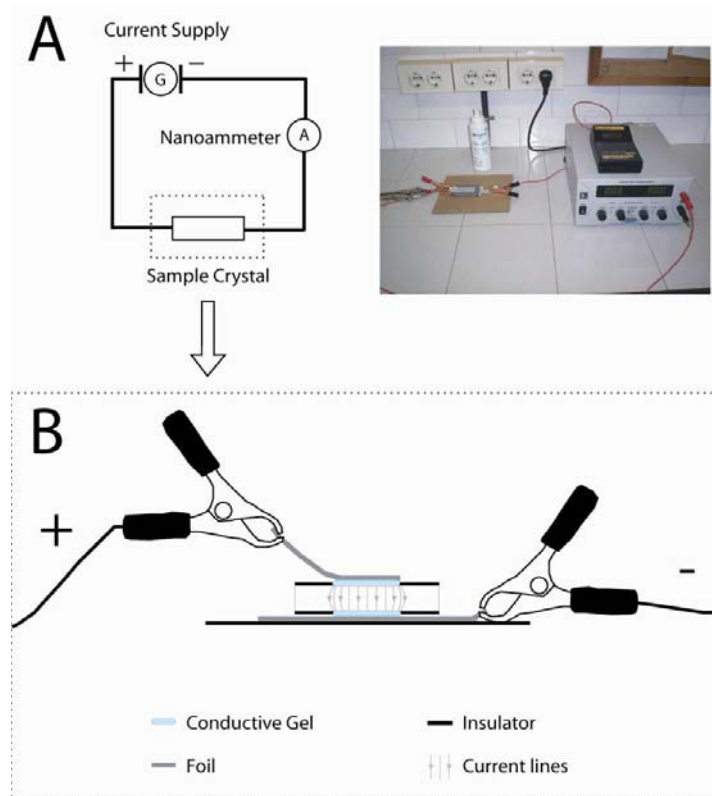 A
Current Supply
+
G
−
Nanoammeter
A
Sample Crystal
B
+
-
Conductive Gel
Insulator
Foil
Current lines